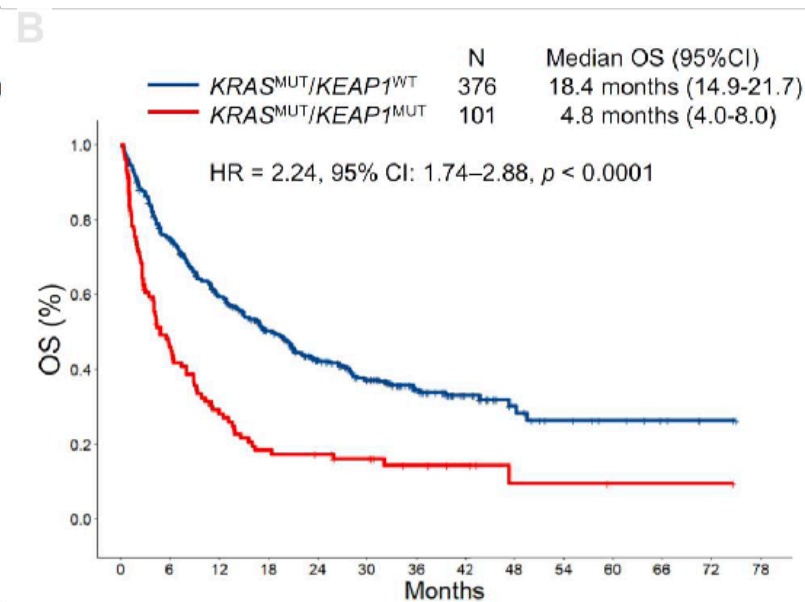 B
N Median OS (95%CI)
KRASMUT/KEAP1WT 376 18.4 months (14.9-21.7)
KRASMUT/KEAP1MUT 101 4.8 months (4.0-8.0)
HR = 2.24, 95% CI: 1.74–2.88, p < 0.0001
OS (%)
1.0
0.8
0.6
0.4
0.2
0.0
0 6 12 18 24 30 36 42 48 54 60 66 72 78
Months